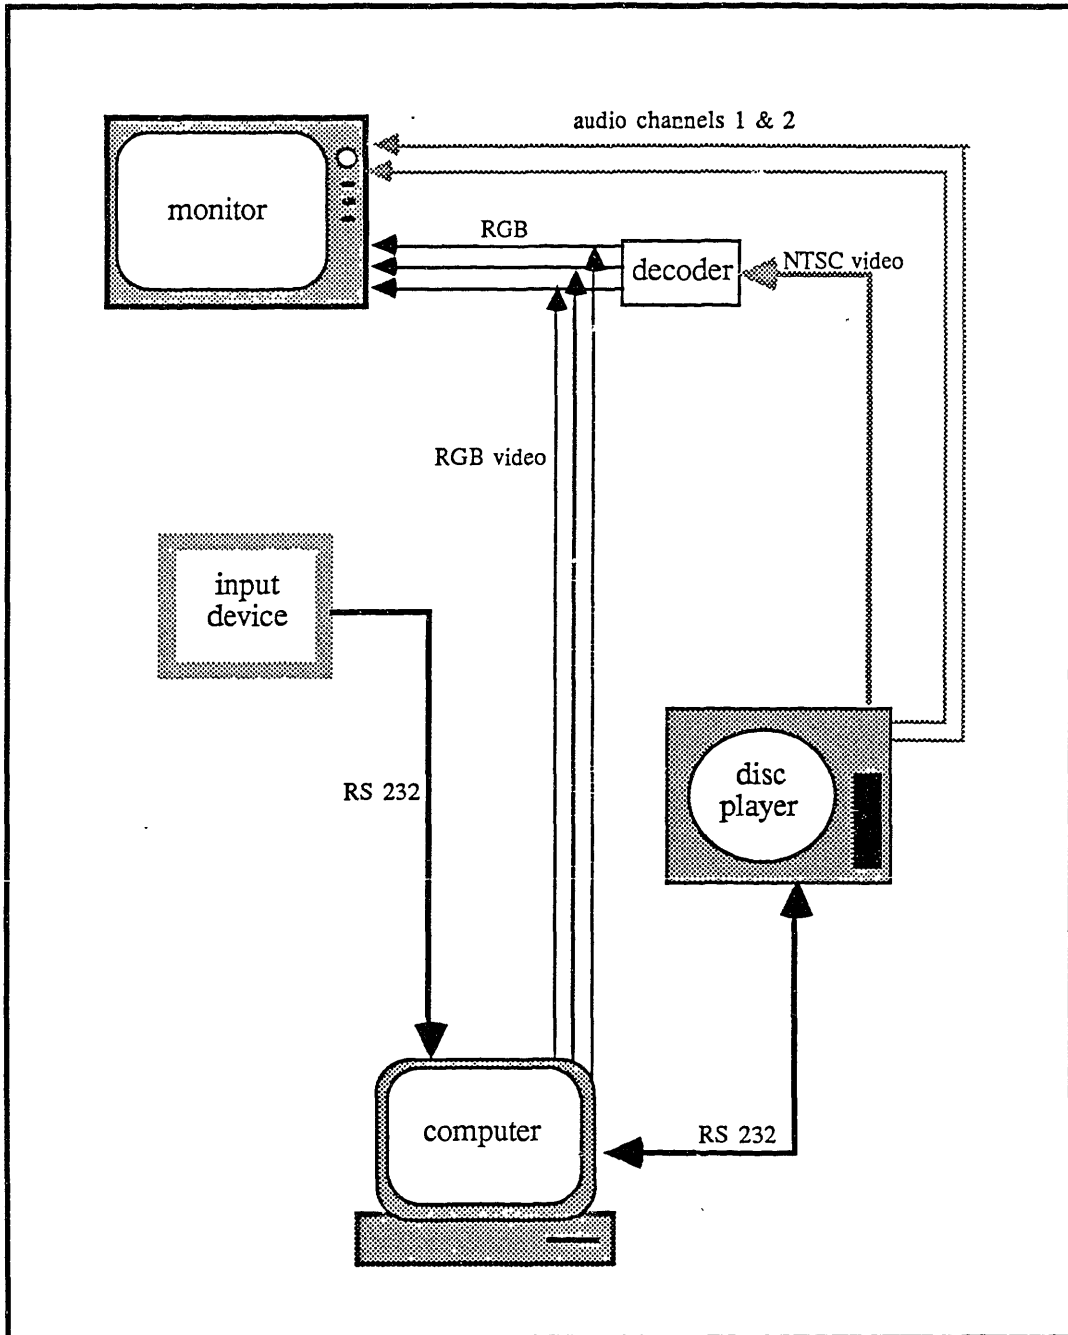 audio channels 1 & 2
monitor
RGB
decoder
NTSC video
RGB video
input
device
RS 232
disc
player
computer
RS 232